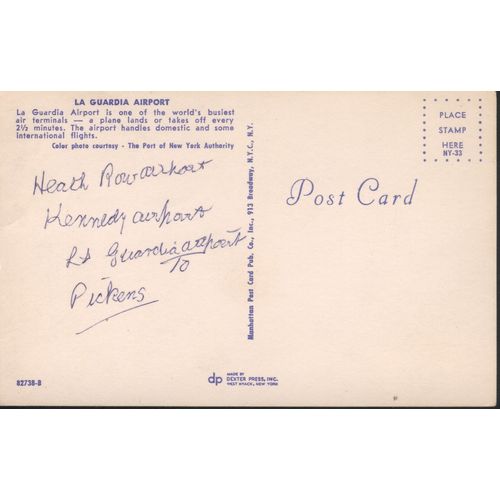 LA GUARDIA AIRPORT
La Guardia Airport is one of the world's busiest
air terminals — a plane lands or takes off every
2½ minutes. The airport handles domestic and some
international flights.
Color photo courtesy - The Port of New York Authority
Heath Row airport
Kennedy airport
La Guardia airport
To
Pickens
82738-B
Manhattan Post Card Pub. Co., Inc., 913 Broadway, N.Y.C., N.Y.
dp
MADE BY
DEXTER PRESS, INC.
WEST NYACK, NEW YORK
Post Card
PLACE
STAMP
HERE
NY-33